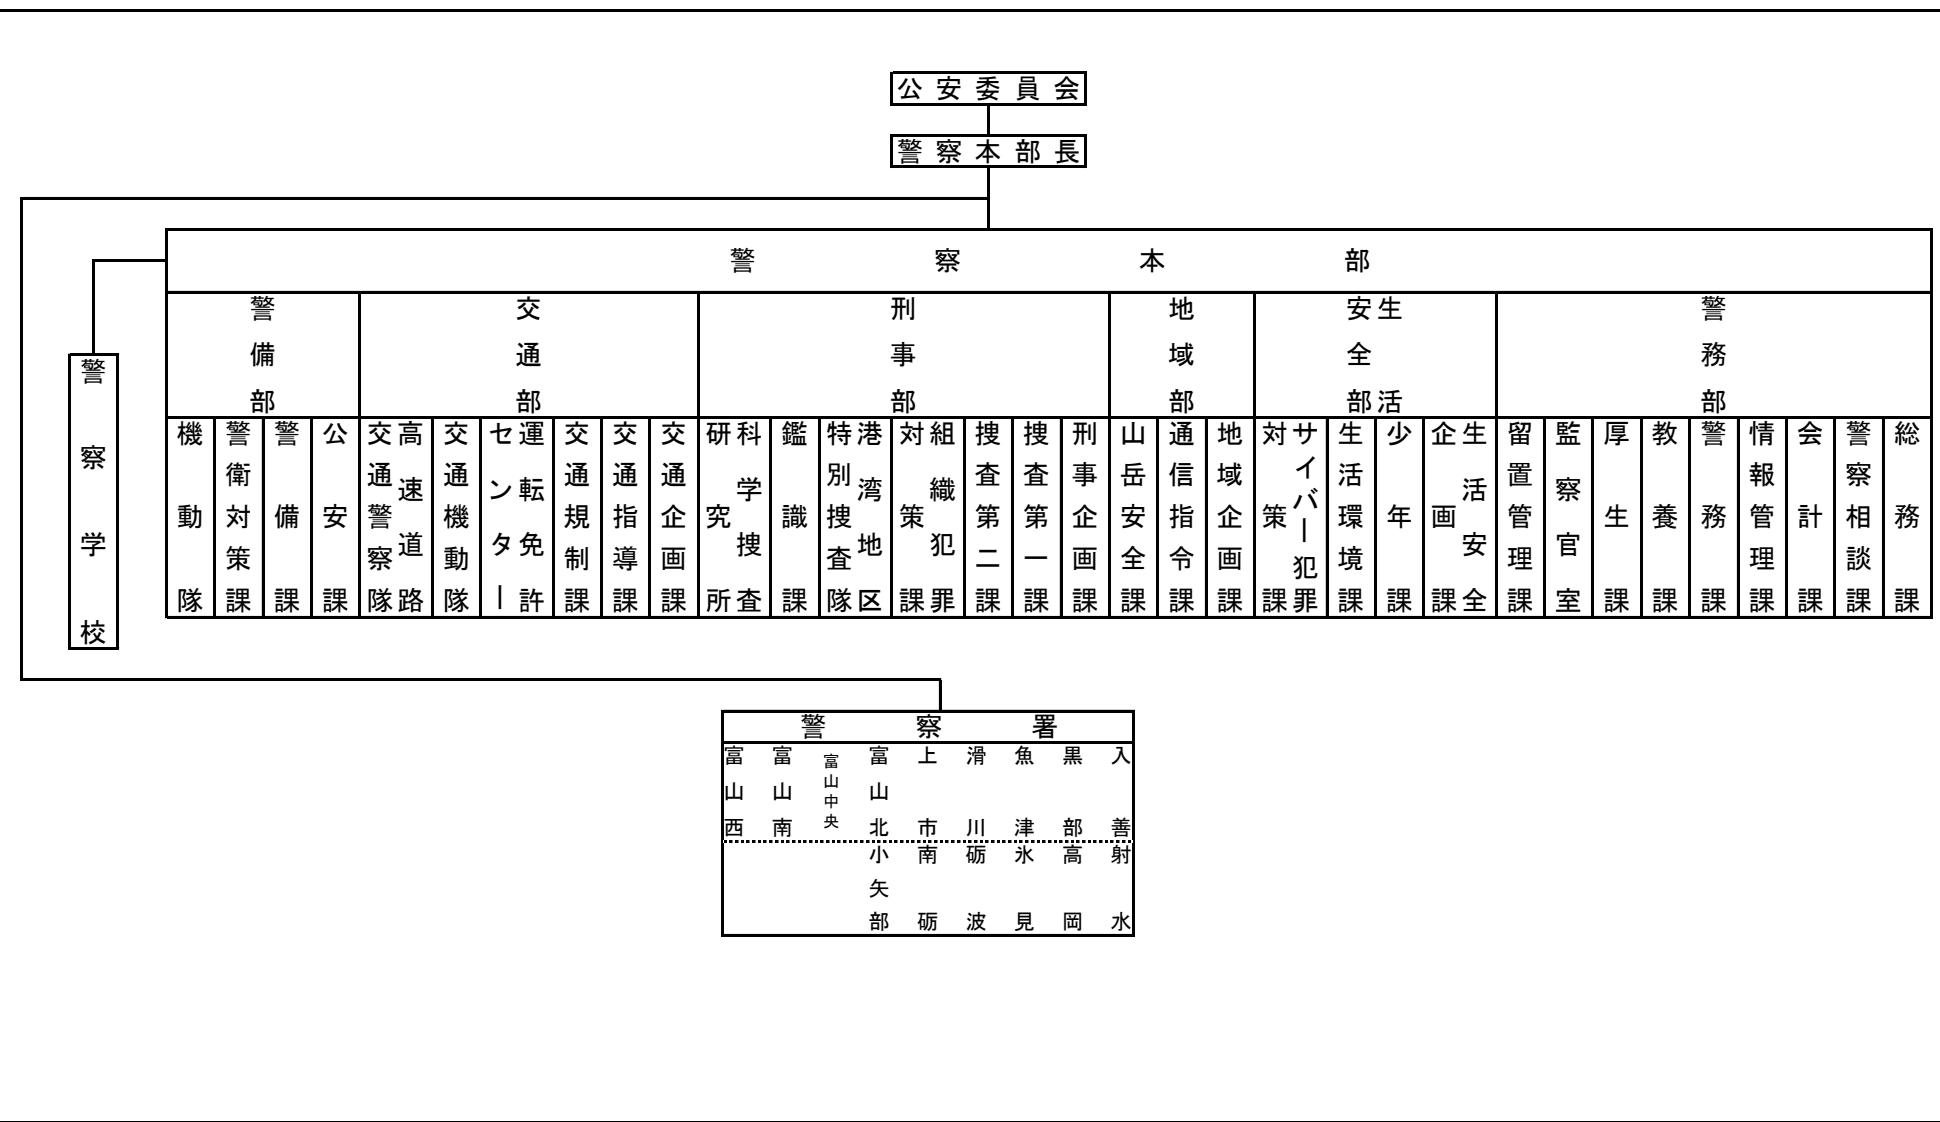 公安委員会
警察本部長
警察本部
警務部
生活安全部
地域部
刑事部
交通部
警備部
総務課
警察相談課
会計課
情報管理課
警務課
教養課
厚生課
監察官室
留置管理課
生活安全企画課
少年課
生活環境課
サイバー犯罪対策課
地域企画課
通信指令課
山岳安全課
刑事企画課
捜査第一課
捜査第二課
組織犯罪対策課
港湾地区特別捜査隊
鑑識課
科学捜査研究所
交通企画課
交通指導課
交通規制課
運転免許センター
交通機動隊
高速道路交通警察隊
公安課
警備課
警衛対策課
機動隊
警察学校
警察署
入善
黒部
魚津
滑川
上市
富山北
富山中央
富山南
富山西
射水
高岡
氷見
砺波
南砺
小矢部